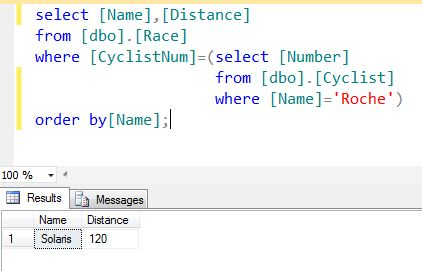 select [Name],[Distance]
from [dbo].[Race]
where [CyclistNum]=(select [Number]
from [dbo].[Cyclist]
where [Name]='Roche')
order by[Name];
100 %
Results Messages
Name Distance
1 Solaris 120